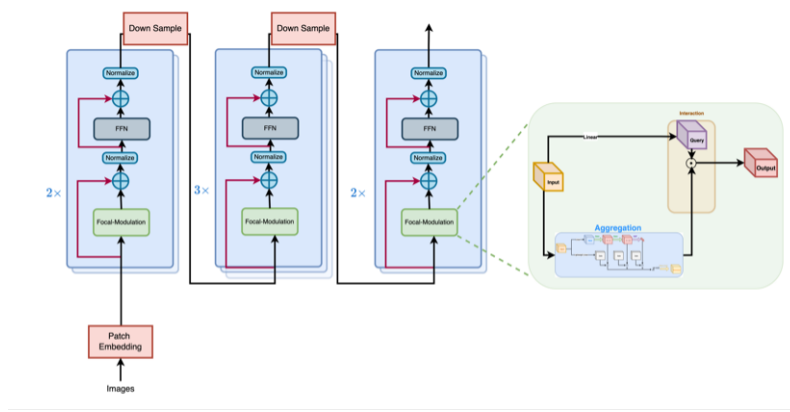 Down Sample
Down Sample
Normalize
Normalize
Normalize
FFN
FFN
FFN
Normalize
Normalize
Normalize
2×
3×
2×
Focal-Modulation
Focal-Modulation
Focal-Modulation
Patch
Embedding
Images
Interaction
Linear
Query
Input
Output
Aggregation